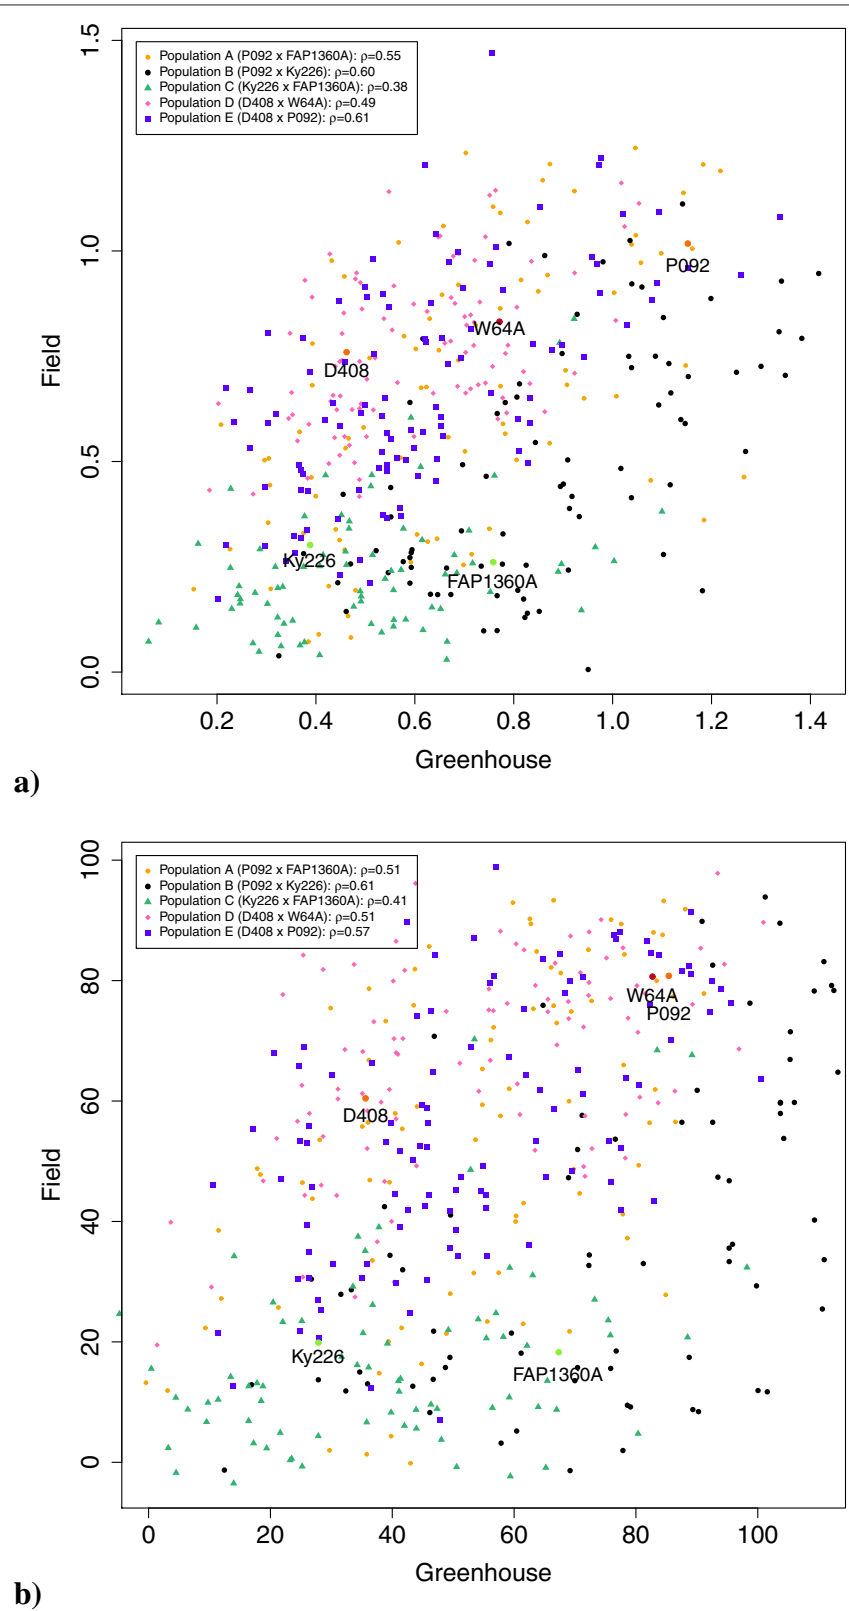 1.5
Population A (P092 x FAP1360A): ρ=0.55
Population B (P092 x Ky226): ρ=0.60
Population C (Ky226 x FAP1360A): ρ=0.38
Population D (D408 x W64A): ρ=0.49
Population E (D408 x P092): ρ=0.61
1.0
P092
W64A
D408
Field
0.5
Ky226
FAP1360A
0.0
0.2 0.4 0.6 0.8 1.0 1.2 1.4
Greenhouse
a)
100
Population A (P092 x FAP1360A): ρ=0.51
Population B (P092 x Ky226): ρ=0.61
Population C (Ky226 x FAP1360A): ρ=0.41
Population D (D408 x W64A): ρ=0.51
Population E (D408 x P092): ρ=0.57
80
W64A
P092
60
D408
Field
40
20
Ky226
FAP1360A
0
0 20 40 60 80 100
Greenhouse
b)